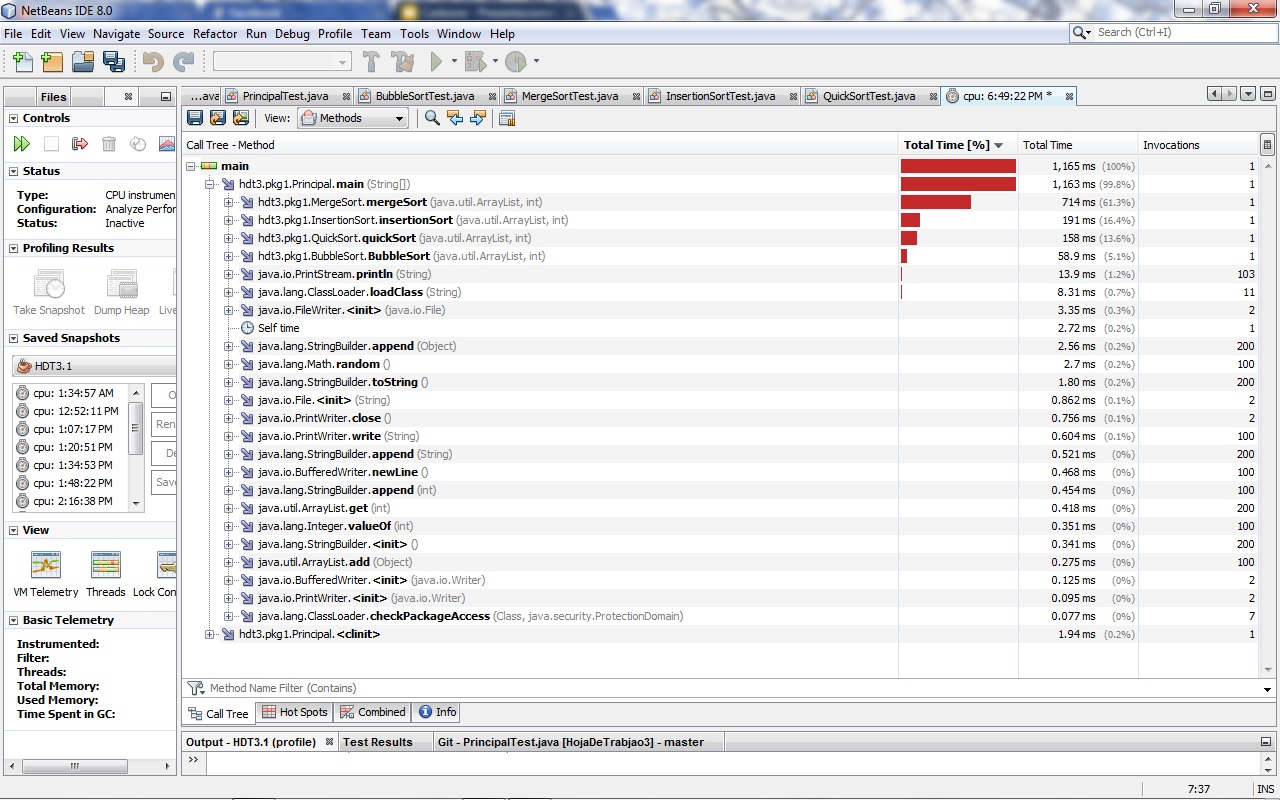 NetBeans IDE 8.0
File Edit View Navigate Source Refactor Run Debug Profile Team Tools Window Help
Search (Ctrl+I)
Files
...ava PrincipalTest.java BubbleSortTest.java MergeSortTest.java InsertionSortTest.java QuickSortTest.java cpu: 6:49:22 PM *
Controls
Status
Type: CPU instrumen
Configuration: Analyze Perfor
Status: Inactive
Profiling Results
Take Snapshot Dump Heap Live
Saved Snapshots
HDT3.1
cpu: 1:34:57 AM
cpu: 12:52:11 PM
cpu: 1:07:17 PM
cpu: 1:20:51 PM
cpu: 1:34:53 PM
cpu: 1:48:22 PM
cpu: 2:16:38 PM
O
Ren
De
Save
View
VM Telemetry Threads Lock Con
Basic Telemetry
Instrumented:
Filter:
Threads:
Total Memory:
Used Memory:
Time Spent in GC:
View: Methods
Call Tree - Method Total Time [%] Total Time Invocations
main 1,165 ms (100%) 1
hdt3.pkg1.Principal.main (String[]) 1,163 ms (99.8%) 1
hdt3.pkg1.MergeSort.mergeSort (java.util.ArrayList, int) 714 ms (61.3%) 1
hdt3.pkg1.InsertionSort.insertionSort (java.util.ArrayList, int) 191 ms (16.4%) 1
hdt3.pkg1.QuickSort.quickSort (java.util.ArrayList, int) 158 ms (13.6%) 1
hdt3.pkg1.BubbleSort.BubbleSort (java.util.ArrayList, int) 58.9 ms (5.1%) 1
java.io.PrintStream.println (String) 13.9 ms (1.2%) 103
java.lang.ClassLoader.loadClass (String) 8.31 ms (0.7%) 11
java.io.FileWriter.<init> (java.io.File) 3.35 ms (0.3%) 2
Self time 2.72 ms (0.2%) 1
java.lang.StringBuilder.append (Object) 2.56 ms (0.2%) 200
java.lang.Math.random () 2.7 ms (0.2%) 100
java.lang.StringBuilder.toString () 1.80 ms (0.2%) 200
java.io.File.<init> (String) 0.862 ms (0.1%) 2
java.io.PrintWriter.close () 0.756 ms (0.1%) 2
java.io.PrintWriter.write (String) 0.604 ms (0.1%) 100
java.lang.StringBuilder.append (String) 0.521 ms (0%) 200
java.io.BufferedWriter.newLine () 0.468 ms (0%) 100
java.lang.StringBuilder.append (int) 0.454 ms (0%) 100
java.util.ArrayList.get (int) 0.418 ms (0%) 200
java.lang.Integer.valueOf (int) 0.351 ms (0%) 100
java.lang.StringBuilder.<init> () 0.341 ms (0%) 200
java.util.ArrayList.add (Object) 0.275 ms (0%) 100
java.io.BufferedWriter.<init> (java.io.Writer) 0.125 ms (0%) 2
java.io.PrintWriter.<init> (java.io.Writer) 0.095 ms (0%) 2
java.lang.ClassLoader.checkPackageAccess (Class, java.security.ProtectionDomain) 0.077 ms (0%) 7
hdt3.pkg1.Principal.<clinit> 1.94 ms (0.2%) 1
Method Name Filter (Contains)
Call Tree Hot Spots Combined Info
Output - HDT3.1 (profile) Test Results Git - PrincipalTest.java [HojaDeTrabjao3] - master
>>
7:37 INS